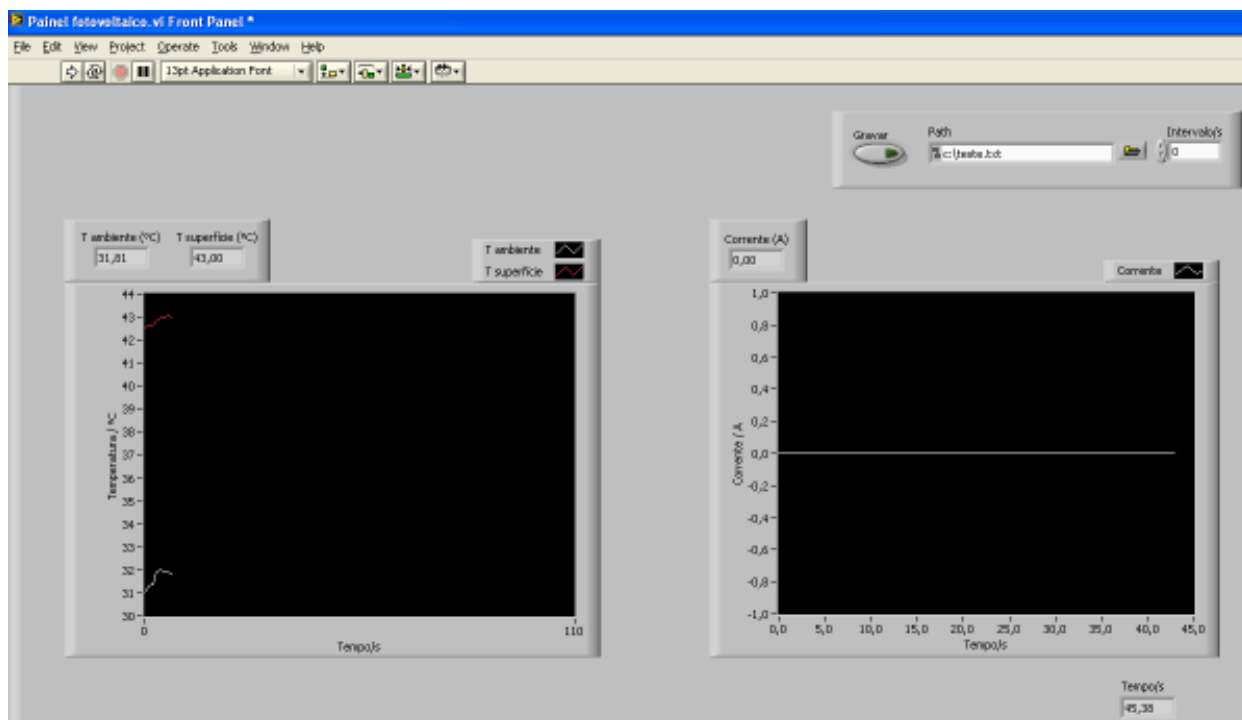 Painel fotovoltaico.vi Front Panel *
File Edit View Project Operate Tools Window Help
13pt Application Font
Gravar
Path
Intervalo/s
c:\teste.txt
0
T ambiente (ºC) T superfície (ºC)
31,81 43,00
T ambiente
T superfície
44
43
42
41
40
39
38
37
36
35
34
33
32
31
30
Temperatura / ºC
0 110
Tempo/s
Corrente (A)
0,00
Corrente
1,0
0,8
0,6
0,4
0,2
0,0
-0,2
-0,4
-0,6
-0,8
-1,0
Corrente / A
0,0 5,0 10,0 15,0 20,0 25,0 30,0 35,0 40,0 45,0
Tempo/s
Tempo/s
45,38